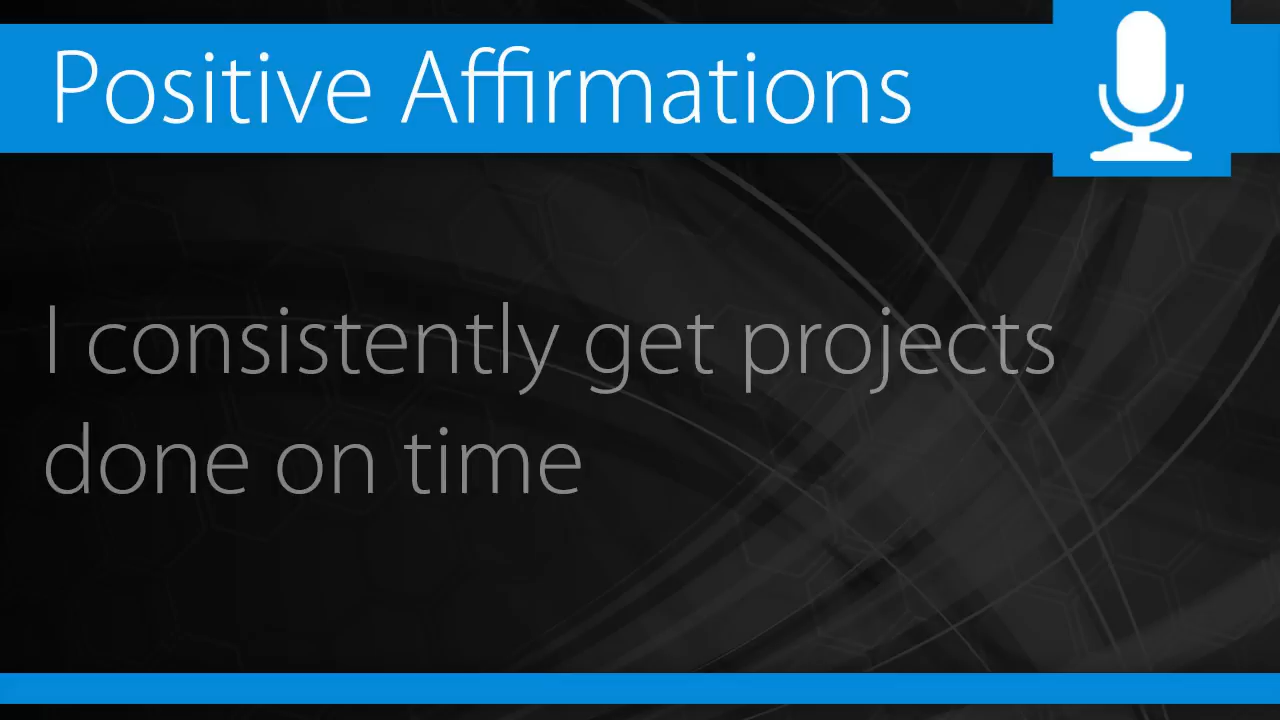 Positive Affirmations
I consistently get projects
done on time